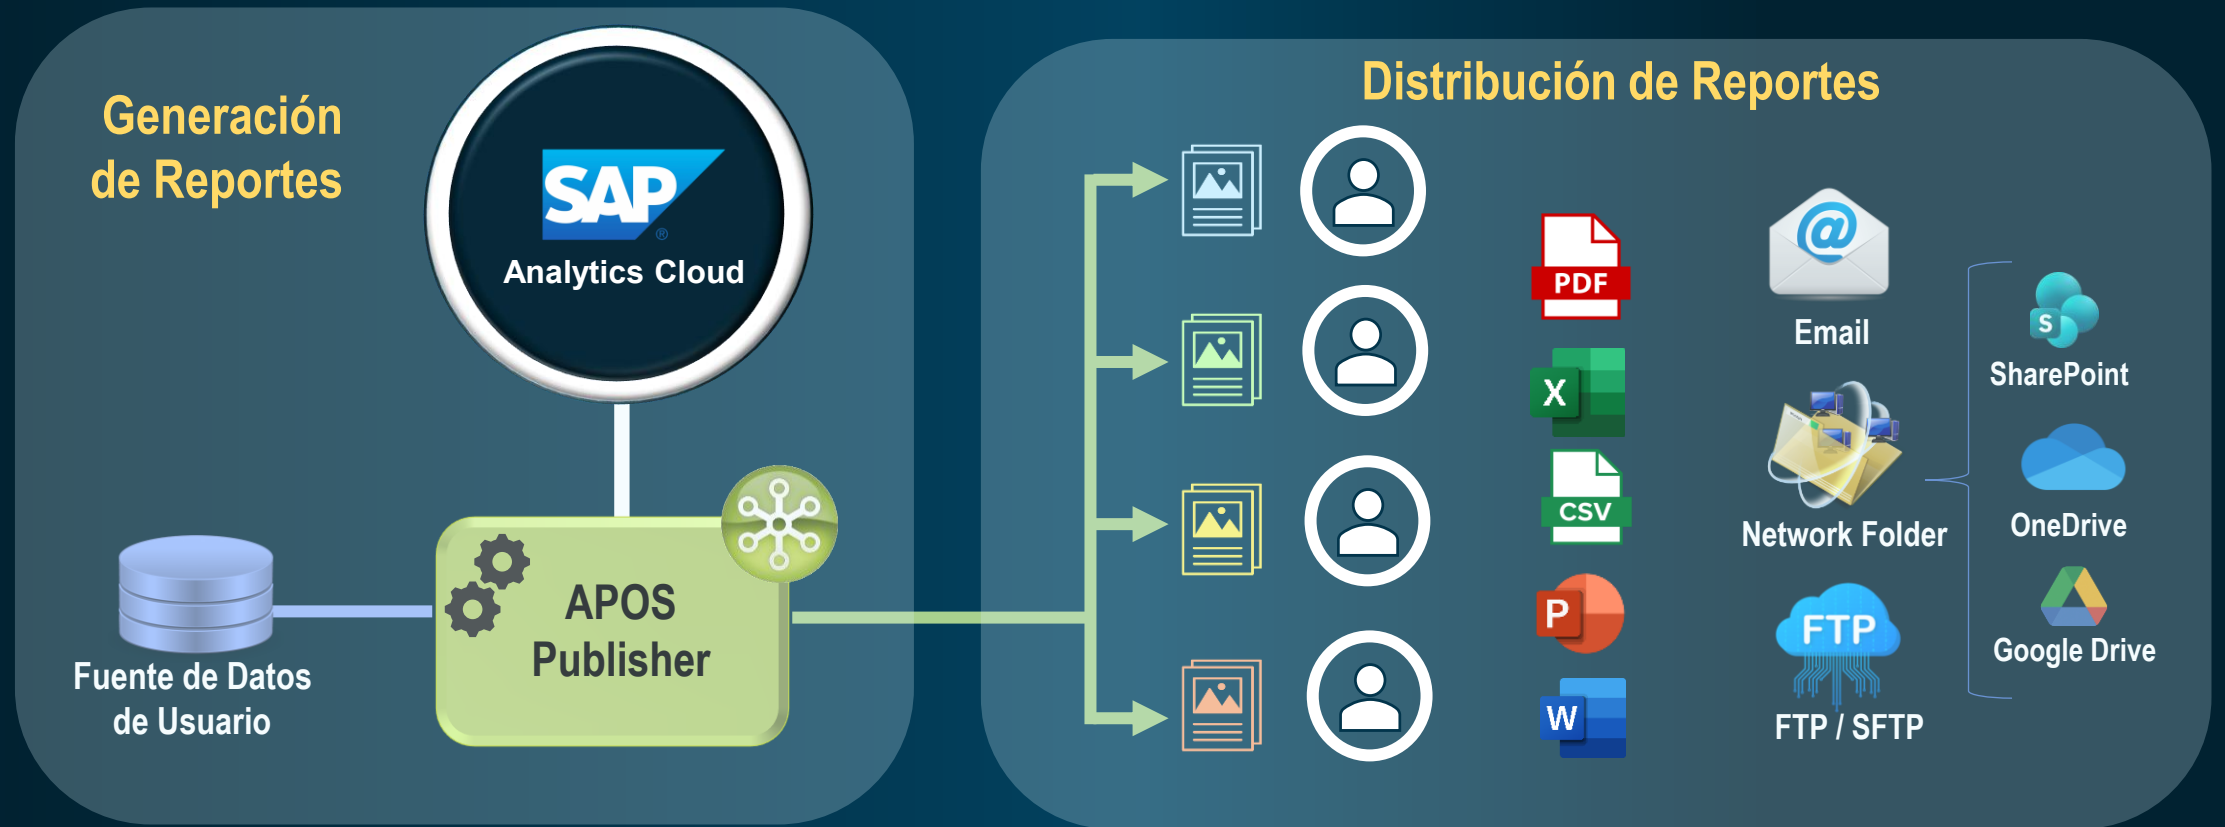 Generación
de Reportes
SAP
®
Analytics Cloud
Fuente de Datos
de Usuario
APOS
Publisher
Distribución de Reportes
PDF
X
CSV
P
W
@
Email
Network Folder
FTP
FTP / SFTP
S
SharePoint
OneDrive
Google Drive